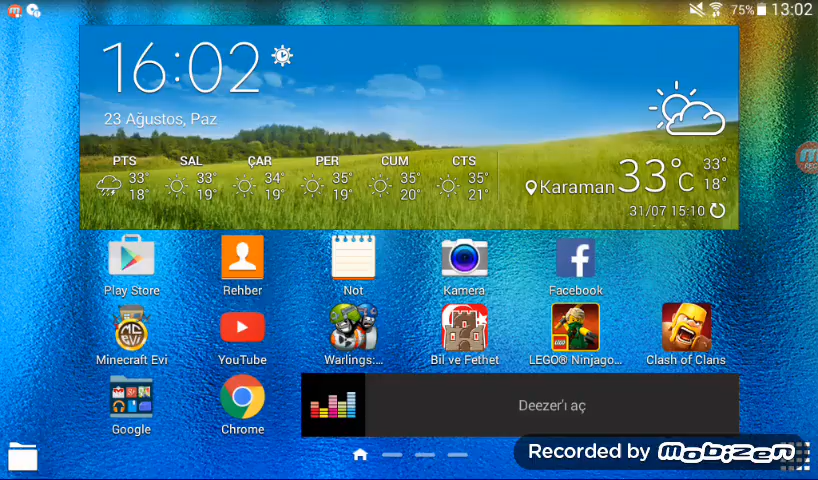 75% 13:02
16:02
23 Ağustos, Paz
PTS SAL ÇAR PER CUM CTS
33° 33° 34° 35° 35° 35°
18° 19° 19° 19° 20° 21°
Karaman 33°C 33° 18°
31/07 15:10
Play Store Rehber Not Kamera Facebook
Minecraft Evi YouTube Warlings:... Bil ve Fethet LEGO® Ninjago... Clash of Clans
Deezer'ı aç
Google Chrome
Recorded by Mobizen